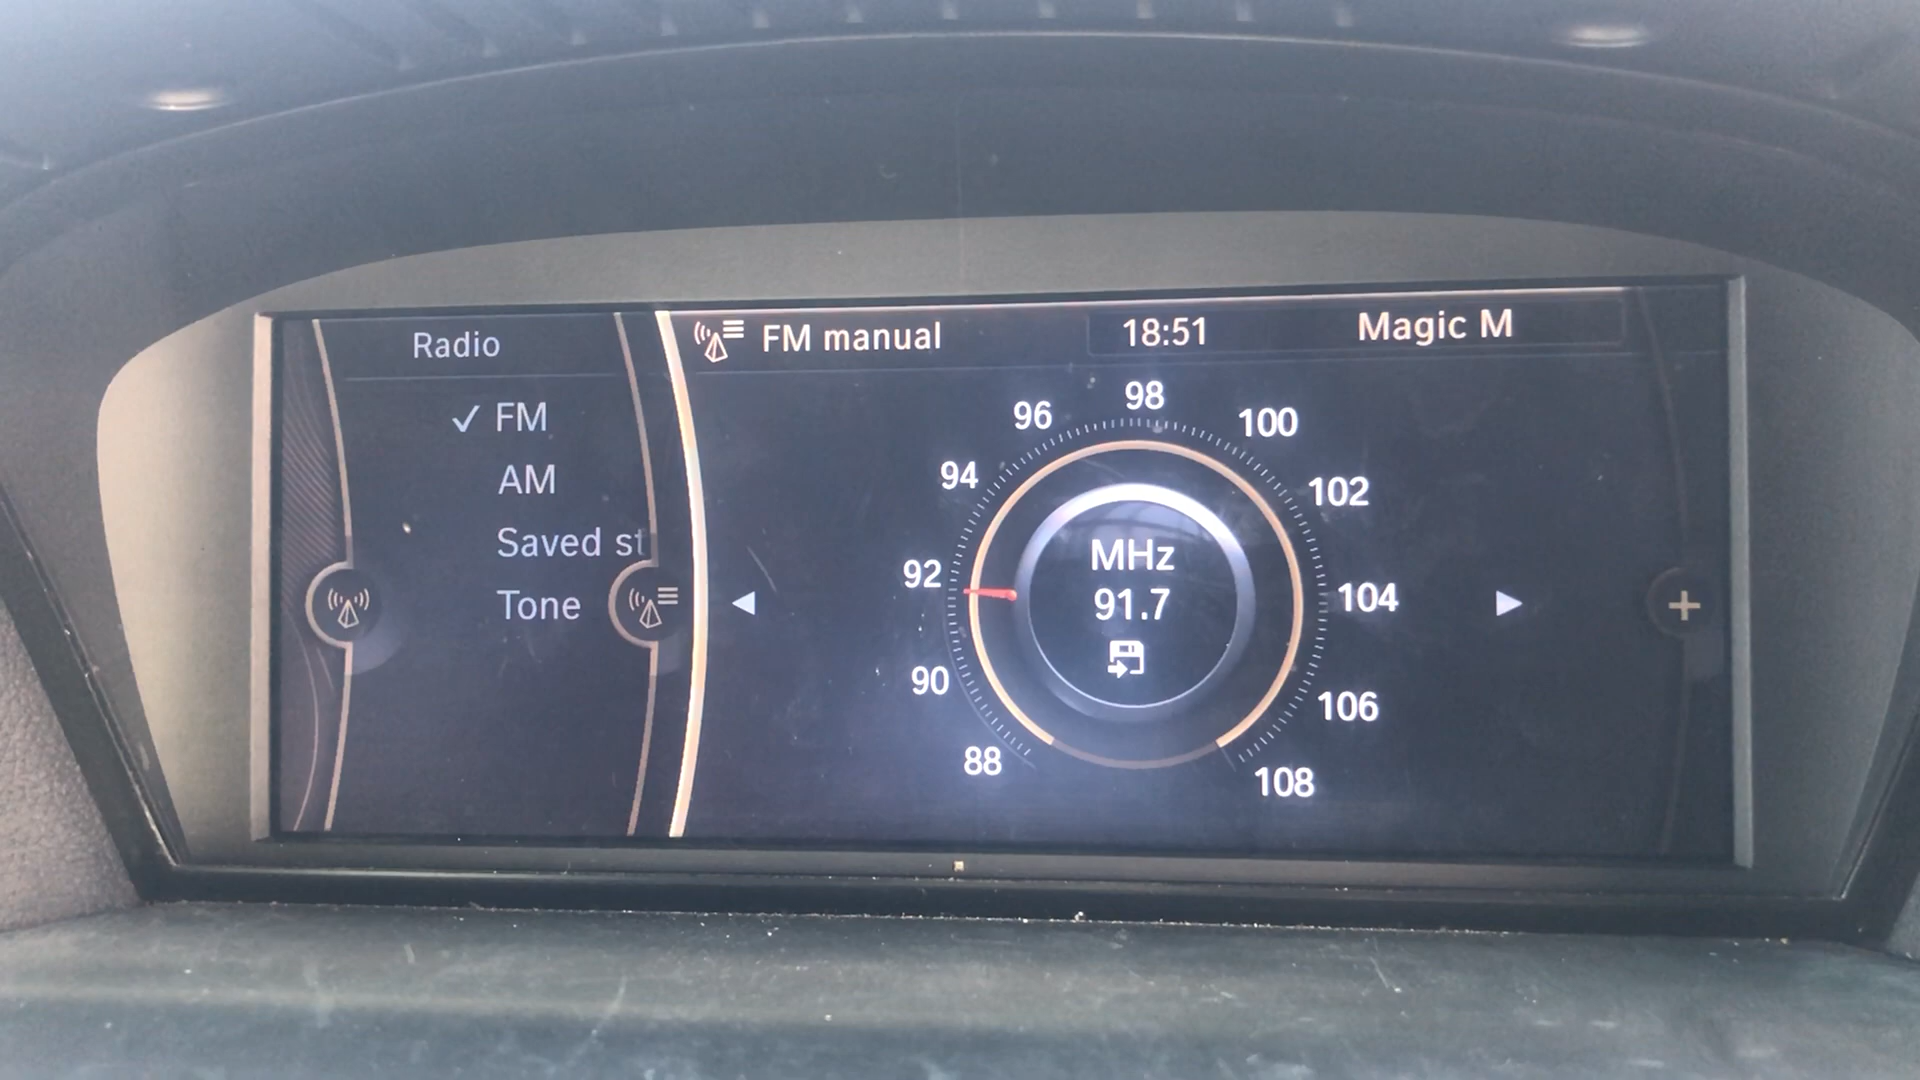 Radio
✓ FM
AM
Saved st
Tone
FM manual
18:51
Magic M
98
96
100
94
102
92
104
90
106
88
108
MHz
91.7
+